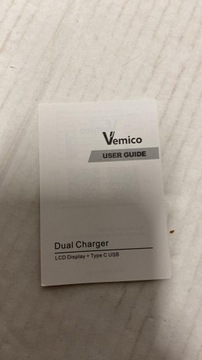 Vemico
USER GUIDE
Dual Charger
LCD Display + Type C USB